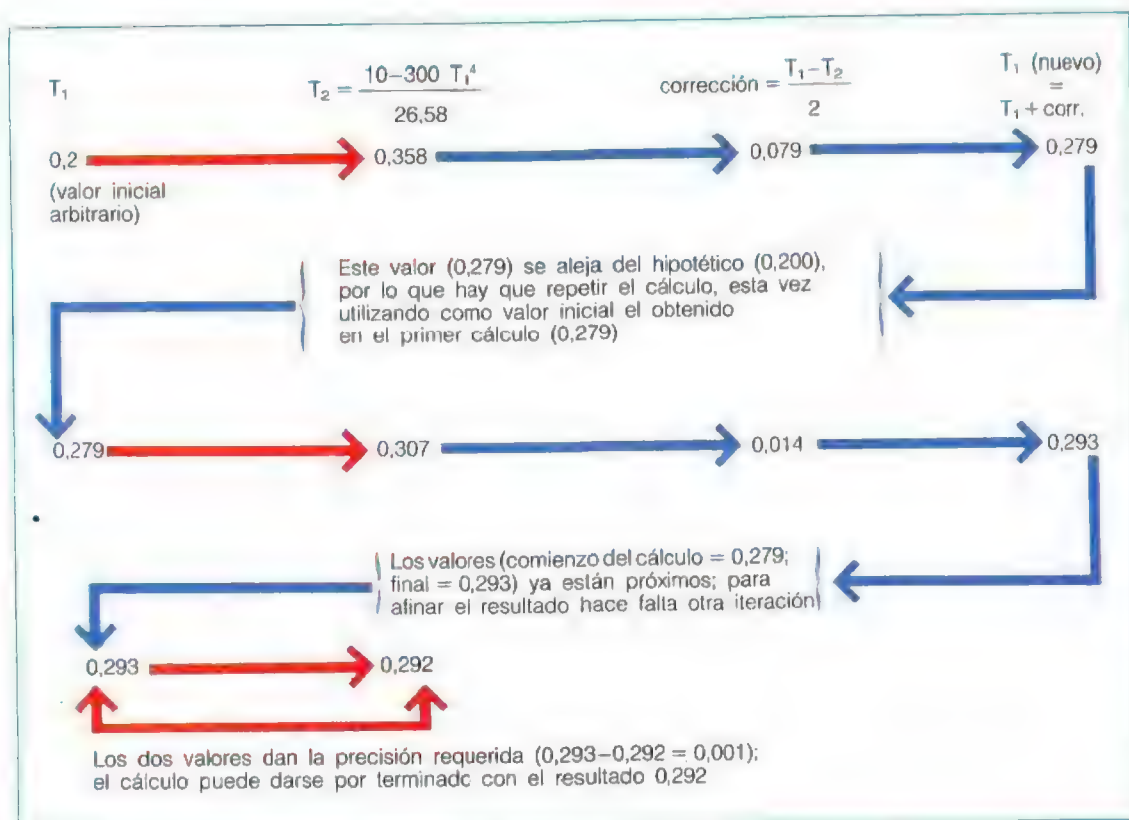 T₁
T₂ = 10–300 T₁⁴ / 26,58
corrección = T₁–T₂ / 2
T₁ (nuevo)
=
T₁ + corr.
0,2 0,358 0,079 0,279
(valor inicial
arbitrario)
Este valor (0,279) se aleja del hipotético (0,200),
por lo que hay que repetir el cálculo, esta vez
utilizando como valor inicial el obtenido
en el primer cálculo (0,279)
0,279 0,307 0,014 0,293
Los valores (comienzo del cálculo = 0,279;
final = 0,293) ya están próximos; para
afinar el resultado hace falta otra iteración
0,293 0,292
Los dos valores dan la precisión requerida (0,293–0,292 = 0,001);
el cálculo puede darse por terminado con el resultado 0,292